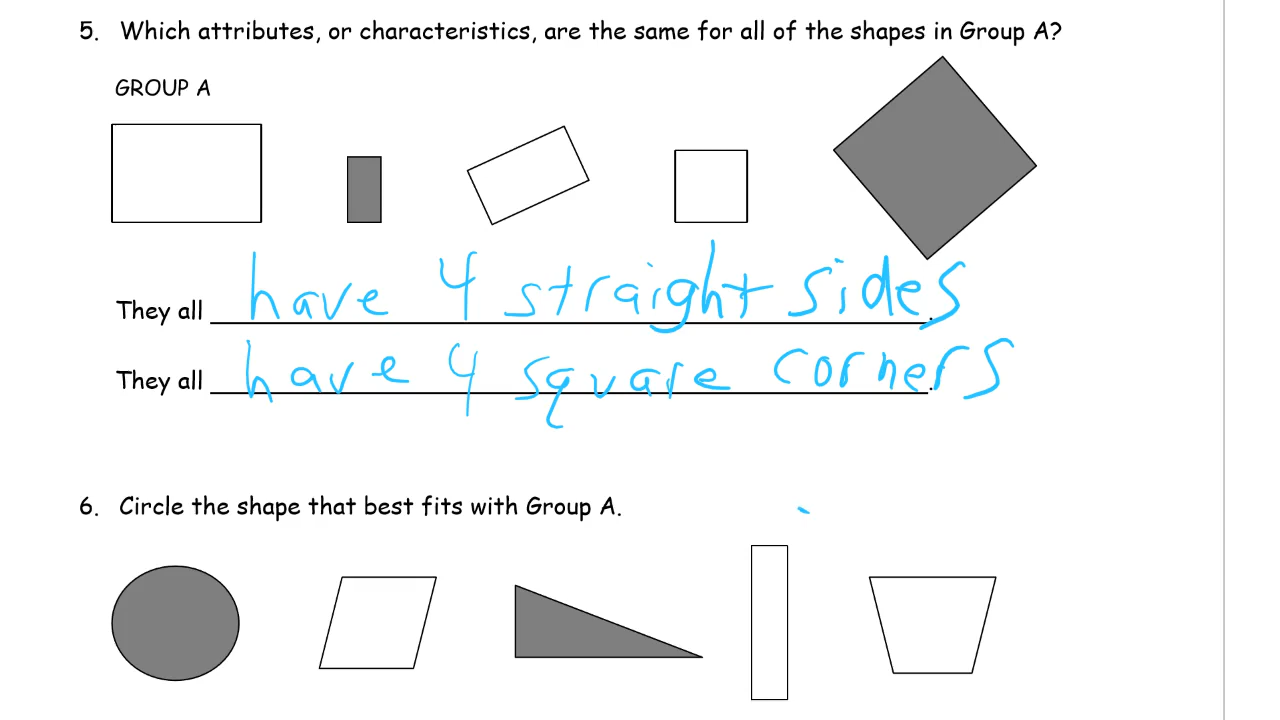 5. Which attributes, or characteristics, are the same for all of the shapes in Group A?
GROUP A
They all have 4 straight sides.
They all have 4 square corners.
6. Circle the shape that best fits with Group A.